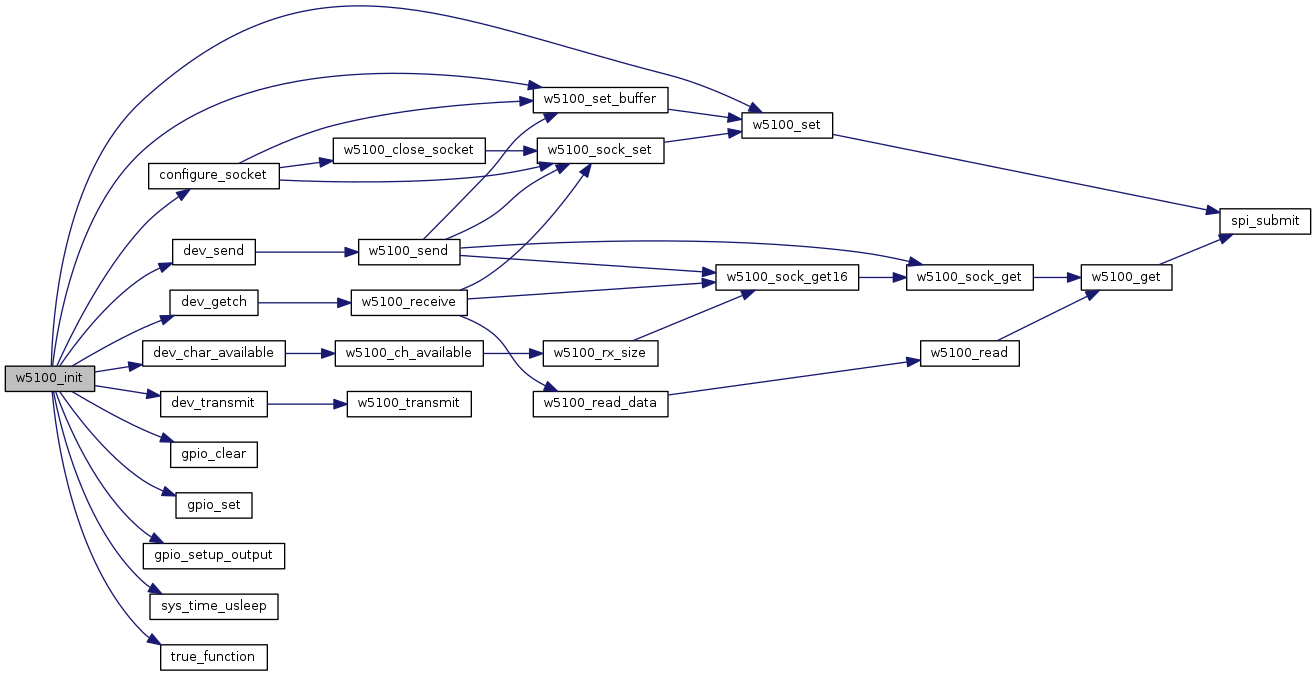 w5100_init
configure_socket
dev_send
dev_getch
dev_char_available
dev_transmit
gpio_clear
gpio_set
gpio_setup_output
sys_time_usleep
true_function
w5100_close_socket
w5100_send
w5100_receive
w5100_ch_available
w5100_transmit
w5100_set_buffer
w5100_sock_set
w5100_rx_size
w5100_read_data
w5100_set
w5100_sock_get16
w5100_sock_get
w5100_read
w5100_get
spi_submit